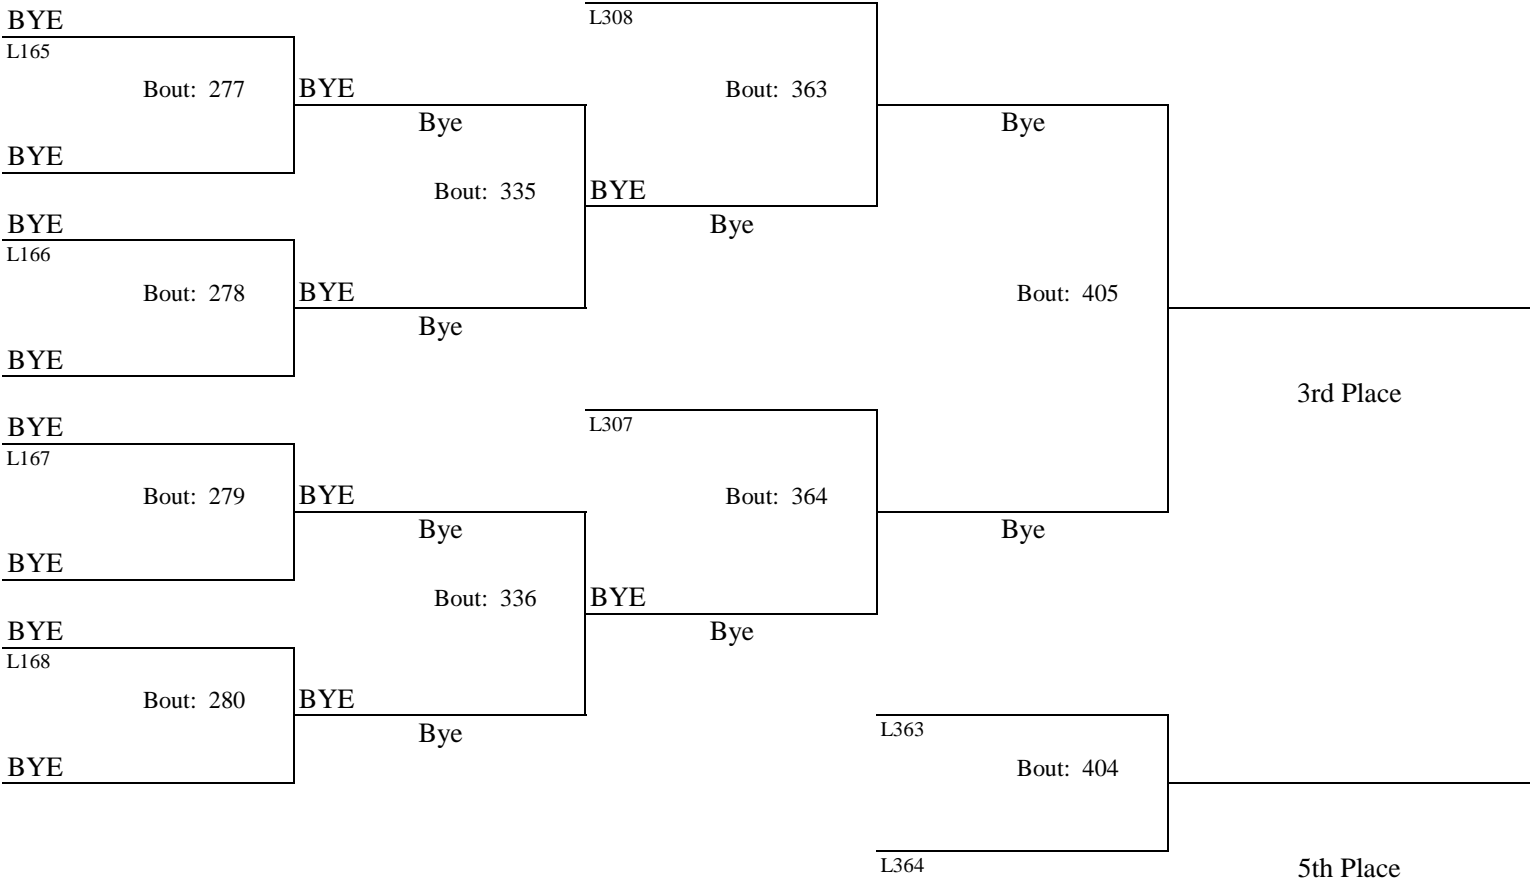 BYE
L308
L165
Bout: 277
BYE
Bout: 363
Bye
Bye
BYE
Bout: 335
BYE
BYE
Bye
L166
Bout: 278
BYE
Bout: 405
Bye
BYE
3rd Place
BYE
L307
L167
Bout: 279
BYE
Bout: 364
Bye
Bye
BYE
Bout: 336
BYE
BYE
Bye
L168
Bout: 280
BYE
Bye
L363
BYE
Bout: 404
L364
5th Place